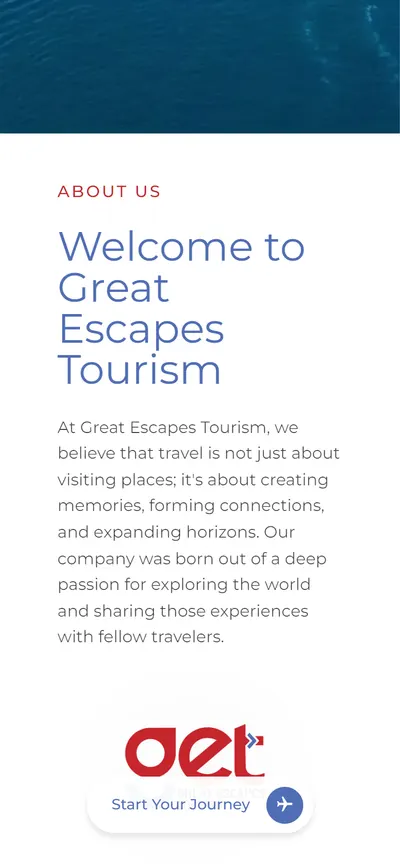 ABOUT US
Welcome to
Great
Escapes
Tourism
At Great Escapes Tourism, we
believe that travel is not just about
visiting places; it's about creating
memories, forming connections,
and expanding horizons. Our
company was born out of a deep
passion for exploring the world
and sharing those experiences
with fellow travelers.
get
Start Your Journey